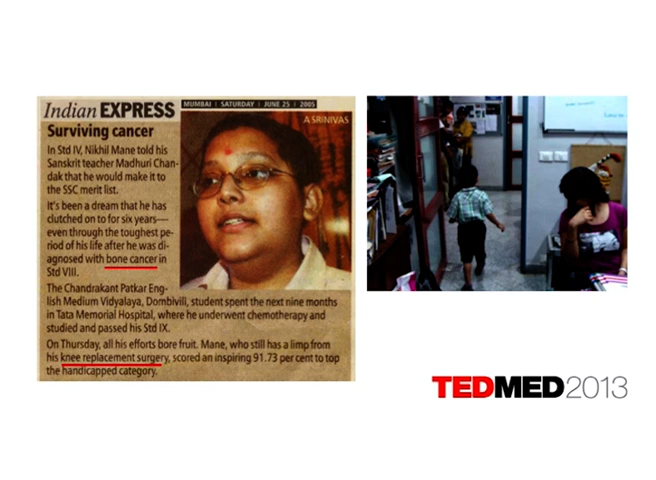 Indian EXPRESS
MUMBAI | SATURDAY | JUNE 25 | 2005
Surviving cancer
A SRINIVAS
In Std IV, Nikhil Mane told his
Sanskrit teacher Madhuri Chan-
dak that he would make it to
the SSC merit list.
It's been a dream that he has
clutched on to for six years—
even through the toughest pe-
riod of his life after he was di-
agnosed with bone cancer in
Std VIII.
The Chandrakant Patkar Eng-
lish Medium Vidyalaya, Dombivili, student spent the next nine months
in Tata Memorial Hospital, where he underwent chemotherapy and
studied and passed his Std IX.
On Thursday, all his efforts bore fruit. Mane, who still has a limp from
his knee replacement surgery, scored an inspiring 91.73 per cent to top
the handicapped category.
TEDMED2013